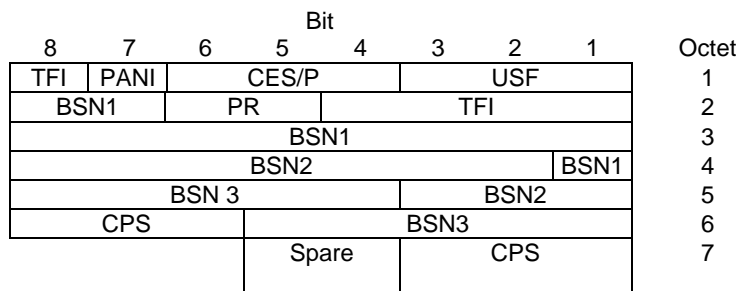 Bit
8 7 6 5 4 3 2 1 Octet
TFI PANI CES/P USF 1
BSN1 PR TFI 2
BSN1 3
BSN2 BSN1 4
BSN 3 BSN2 5
CPS BSN3 6
Spare CPS 7